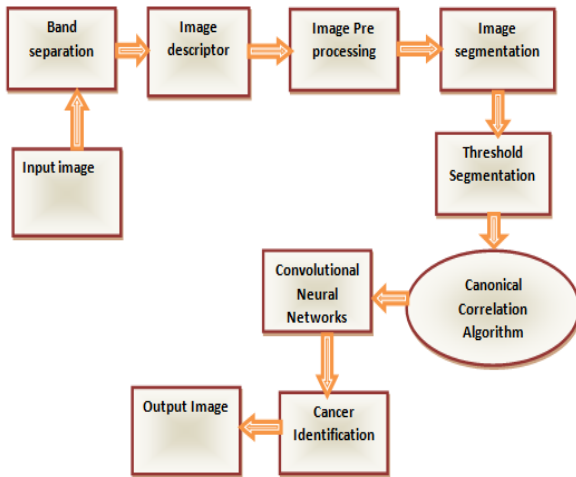 Band
separation
Image
descriptor
Image Pre
processing
Image
segmentation
Input image
Threshold
Segmentation
Convolutional
Neural
Networks
Canonical
Correlation
Algorithm
Output Image
Cancer
Identification